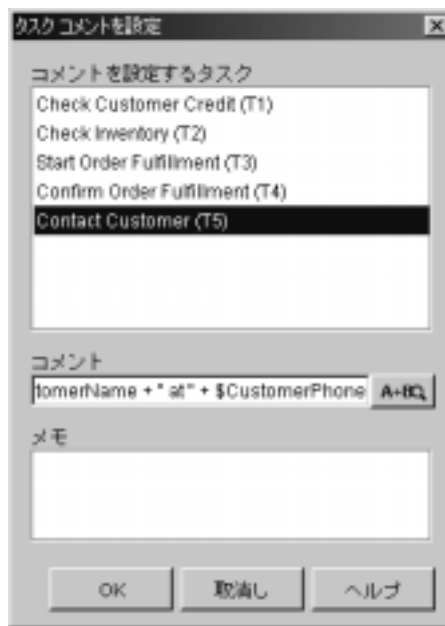 タスク コメントを設定
コメントを設定するタスク
Check Customer Credit (T1)
Check Inventory (T2)
Start Order Fulfillment (T3)
Confirm Order Fulfillment (T4)
Contact Customer (T5)
コメント
tomerName + " at" + $CustomerPhone
A+B
メモ
OK 取消し ヘルプ